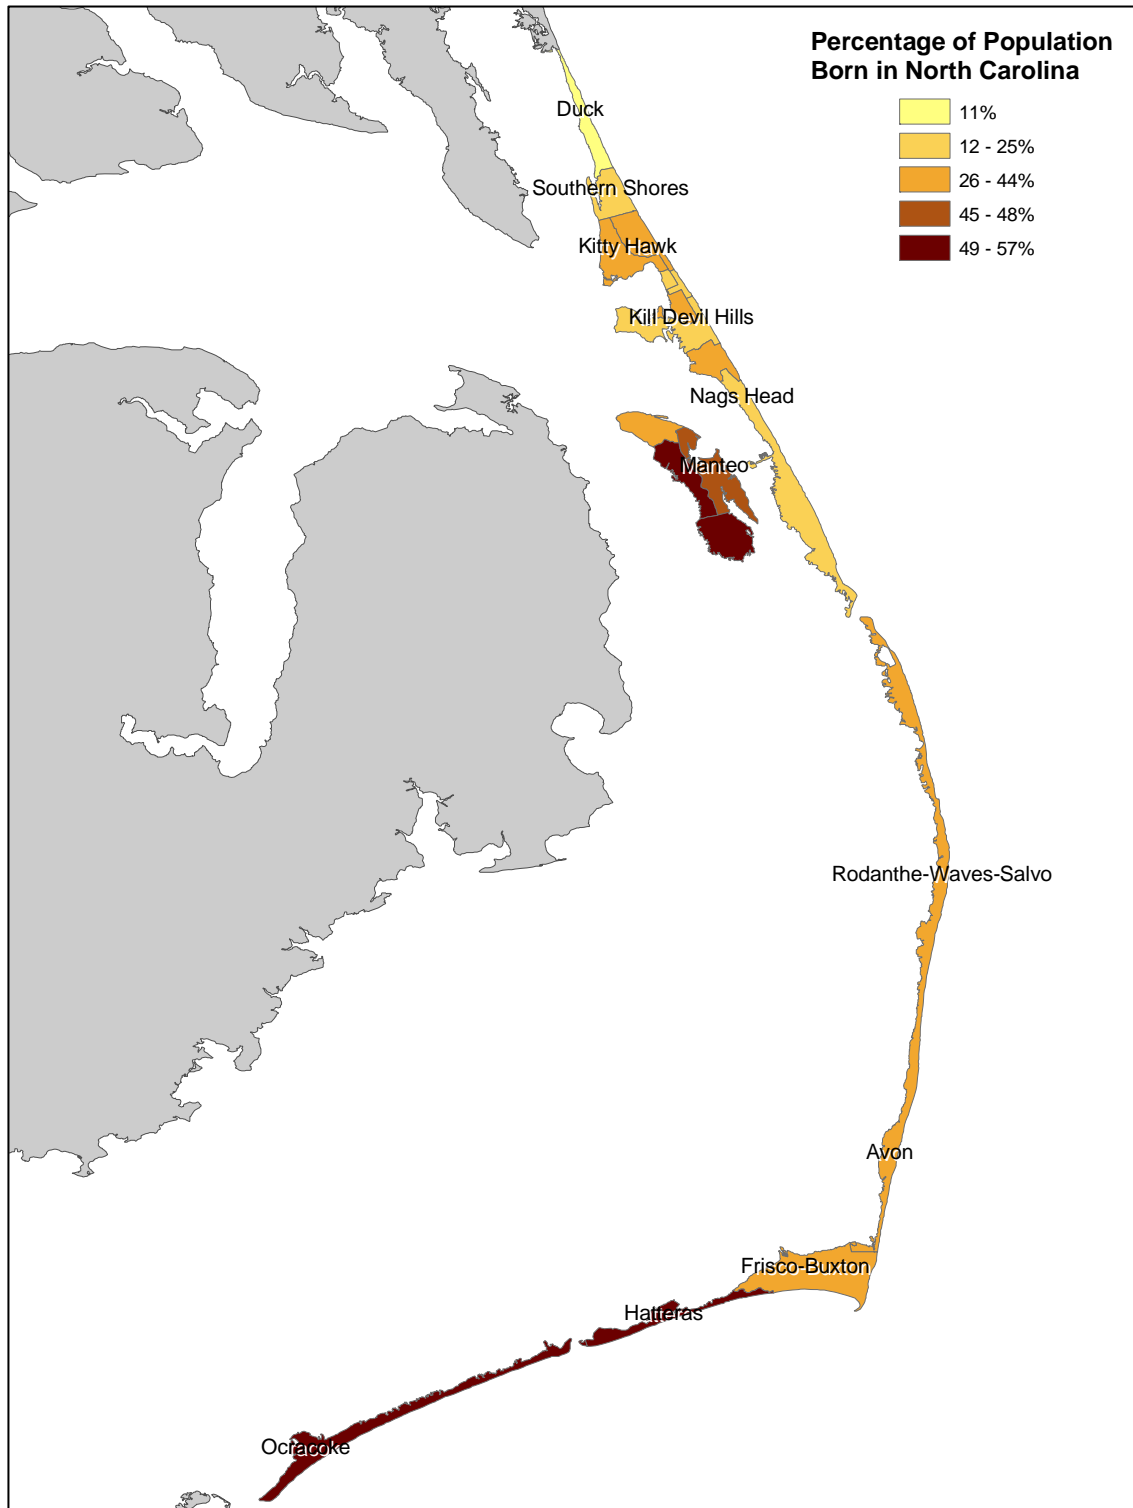 Percentage of Population
Born in North Carolina
11%
12 - 25%
26 - 44%
45 - 48%
49 - 57%
Duck
Southern Shores
Kitty Hawk
Kill Devil Hills
Nags Head
Manteo
Rodanthe-Waves-Salvo
Avon
Frisco-Buxton
Hatteras
Ocracoke